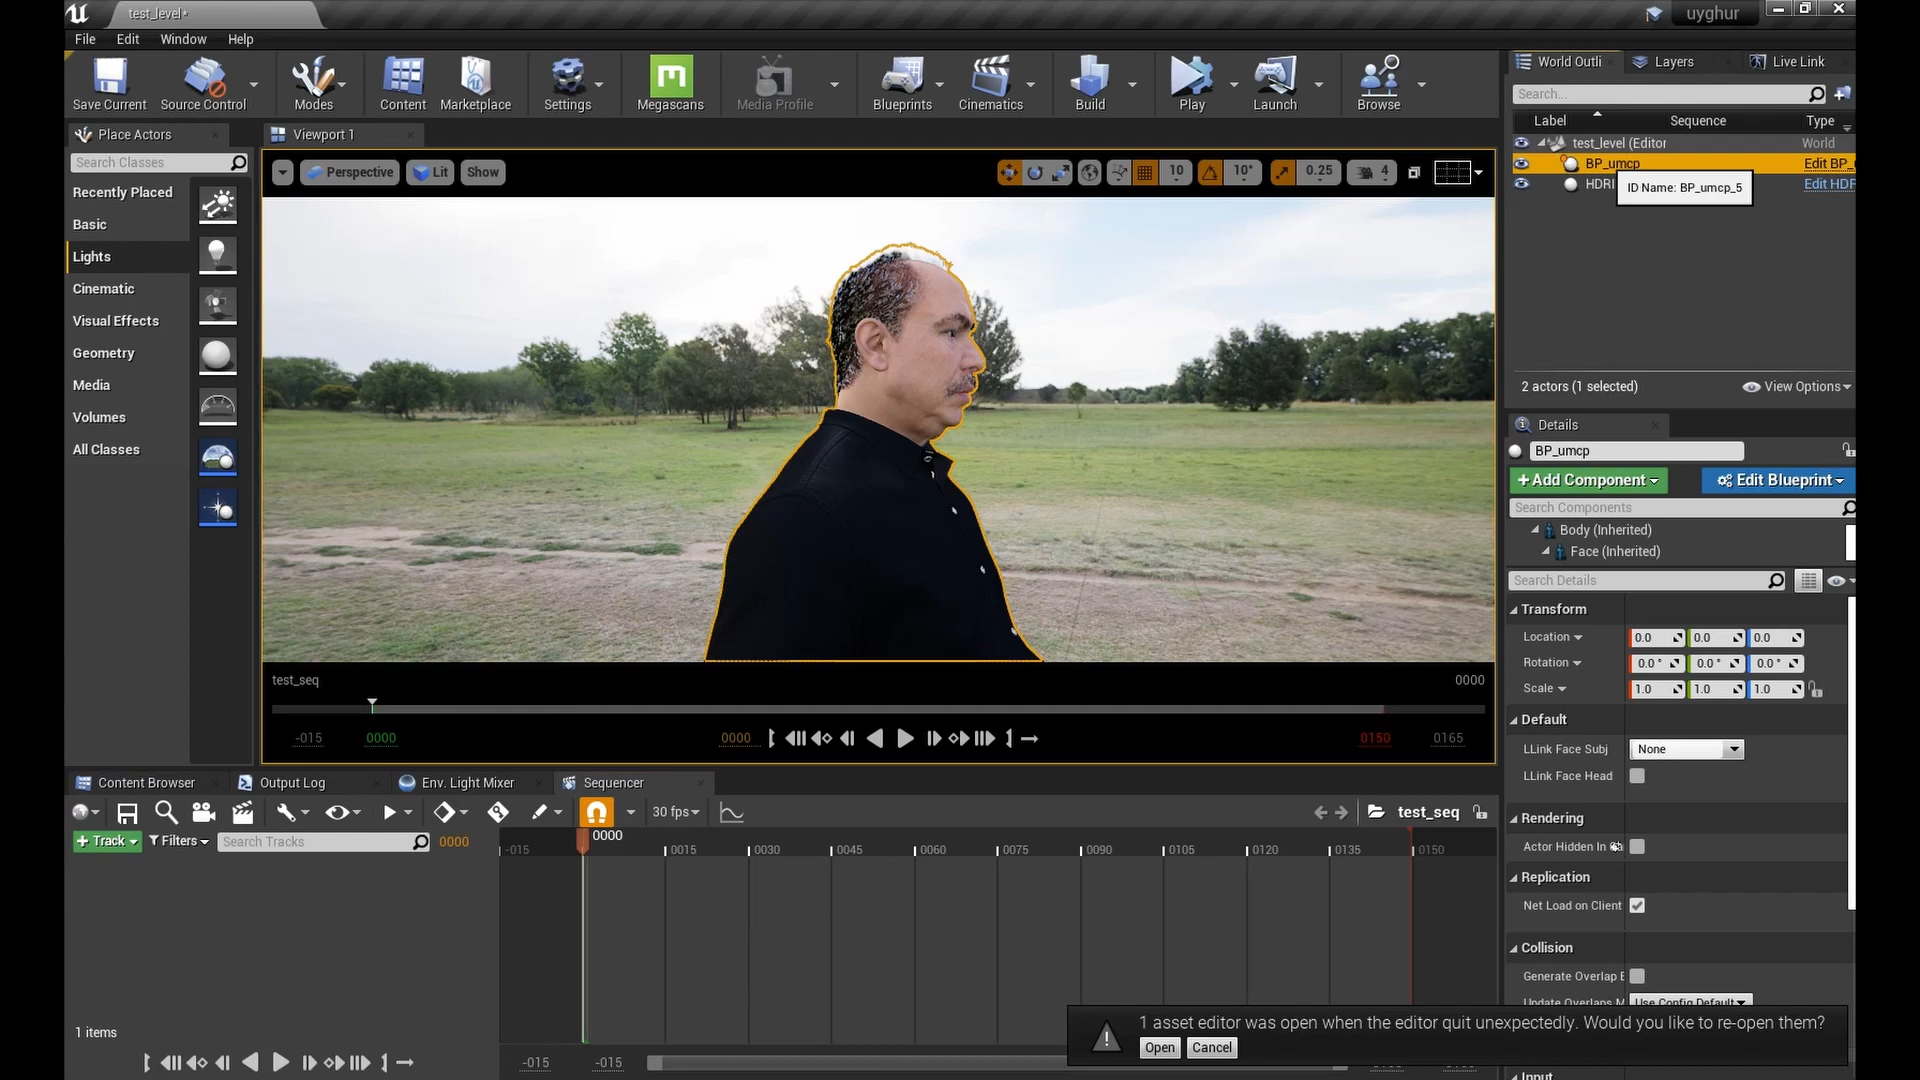 test_level*
uyghur
File Edit Window Help
Save Current Source Control Modes Content Marketplace Settings Megascans Media Profile Blueprints Cinematics Build Play Launch Browse
World Outli Layers Live Link
Search...
Label Sequence Type
test_level (Editor World
BP_umcp Edit BP_
HDRI Edit HDF
ID Name: BP_umcp_5
2 actors (1 selected) View Options
Place Actors
Viewport 1
Search Classes
Recently Placed
Basic
Lights
Cinematic
Visual Effects
Geometry
Media
Volumes
All Classes
Perspective Lit Show 10 10° 0.25 4
test_seq 0000
-015 0000 0000 0150 0165
Details
BP_umcp
+Add Component Edit Blueprint
Search Components
Body (Inherited)
Face (Inherited)
Search Details
Transform
Location 0.0 0.0 0.0
Rotation 0.0° 0.0° 0.0°
Scale 1.0 1.0 1.0
Default
LLink Face Subj None
LLink Face Head
Rendering
Actor Hidden In
Replication
Net Load on Client
Collision
Generate Overlap E
Update Overlaps M Use Config Default
Input
Content Browser Output Log Env. Light Mixer Sequencer
30 fps test_seq
+ Track Filters Search Tracks 0000
0000
-015 0015 0030 0045 0060 0075 0090 0105 0120 0135 0150
1 items
-015 -015
1 asset editor was open when the editor quit unexpectedly. Would you like to re-open them?
Open Cancel